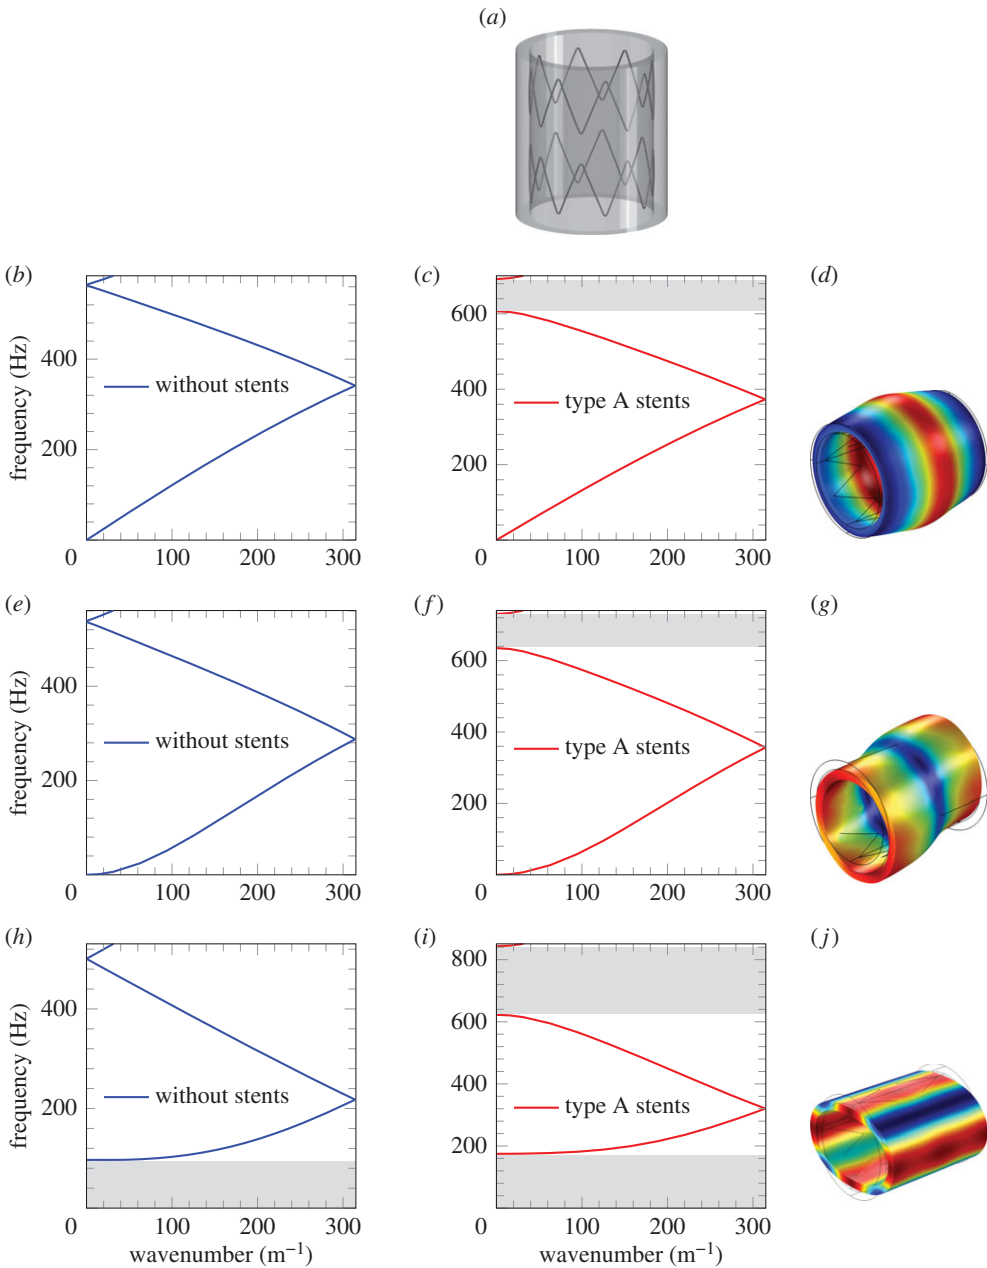 (a)
(b)
(c)
(d)
frequency (Hz)
400
200
0
100
200
300
without stents
600
400
200
0
100
200
300
type A stents
(e)
(f)
(g)
frequency (Hz)
400
200
0
100
200
300
without stents
600
400
200
0
100
200
300
type A stents
(h)
(i)
(j)
frequency (Hz)
400
200
0
100
200
300
without stents
wavenumber (m⁻¹)
800
600
400
200
0
100
200
300
type A stents
wavenumber (m⁻¹)